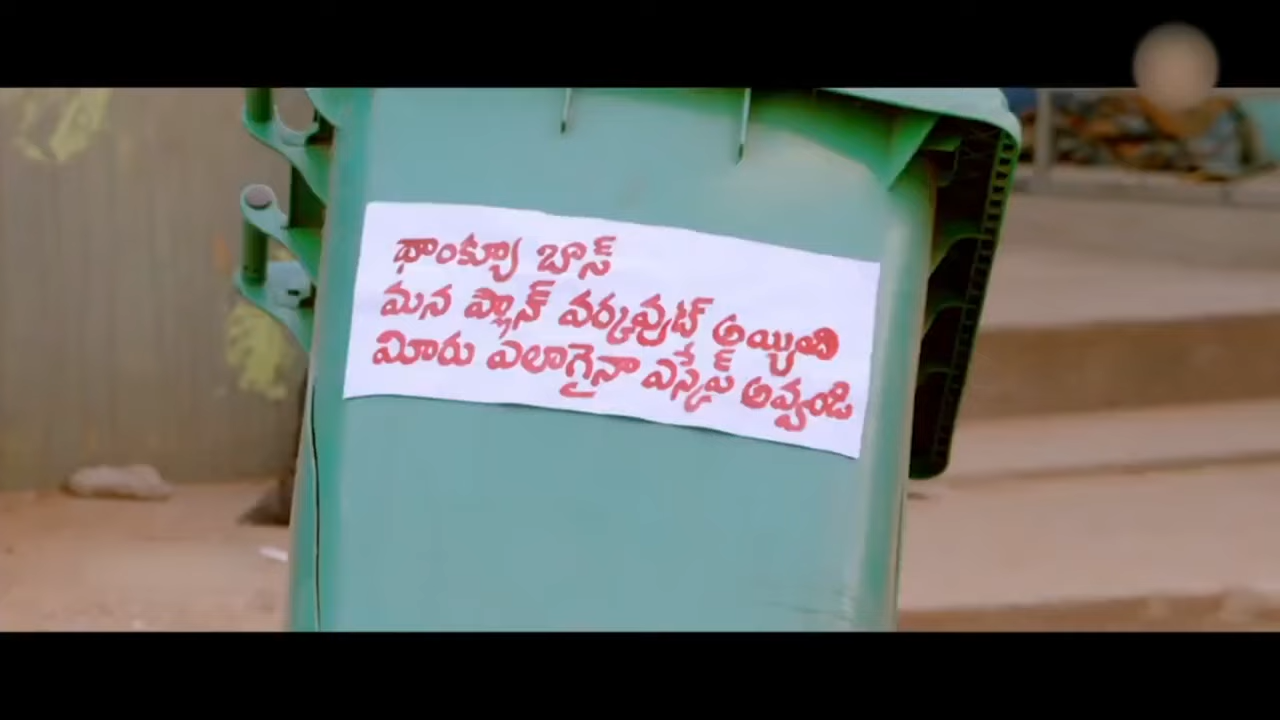 థాంక్యూ బాస్
మన ప్లాన్ వర్కవుట్ అయ్యింది
మీరు ఎలాగైనా ఎస్కేప్ అవ్వండి